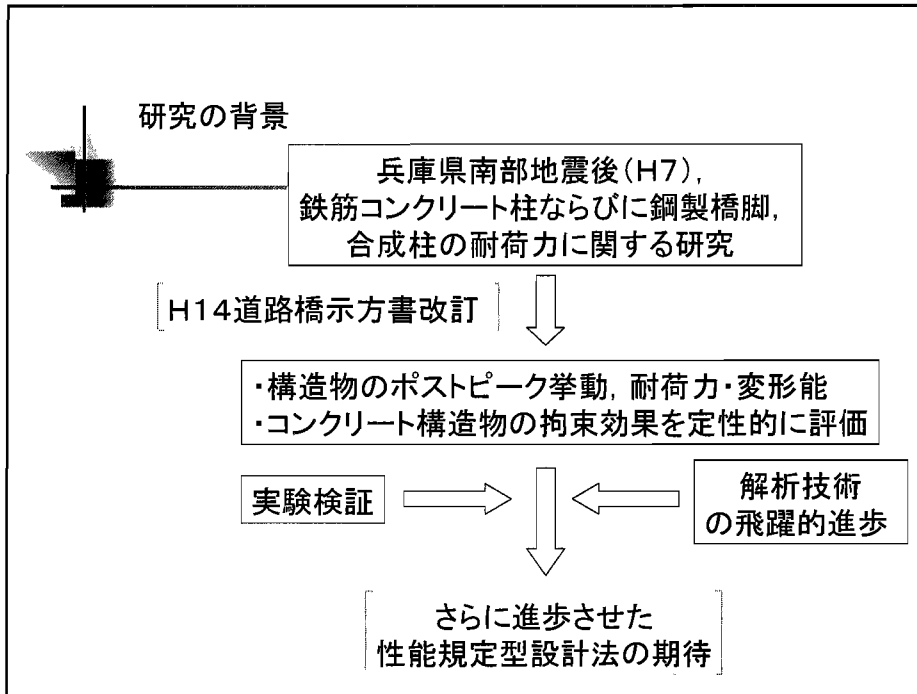 研究の背景
兵庫県南部地震後(H7),
鉄筋コンクリート柱ならびに鋼製橋脚,
合成柱の耐荷力に関する研究
H14道路橋示方書改訂
・構造物のポストピーク挙動, 耐荷力・変形能
・コンクリート構造物の拘束効果を定性的に評価
実験検証
解析技術
の飛躍的進歩
さらに進歩させた
性能規定型設計法の期待